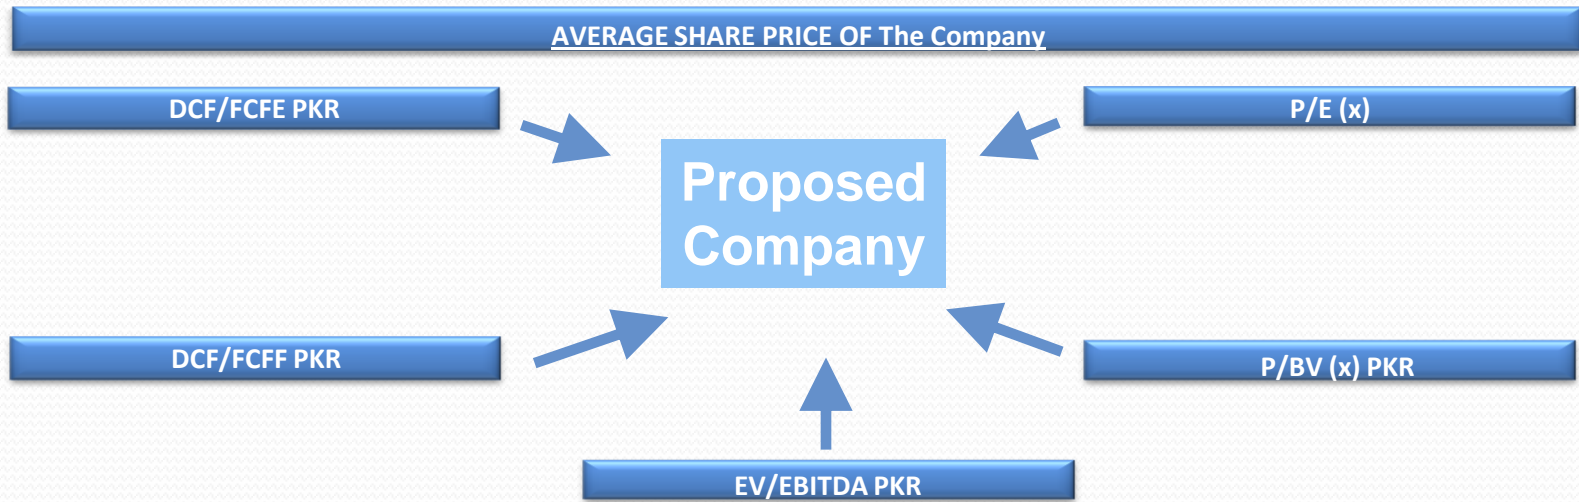 AVERAGE SHARE PRICE OF The Company
DCF/FCFE PKR
P/E (x)
Proposed
Company
DCF/FCFF PKR
P/BV (x) PKR
EV/EBITDA PKR